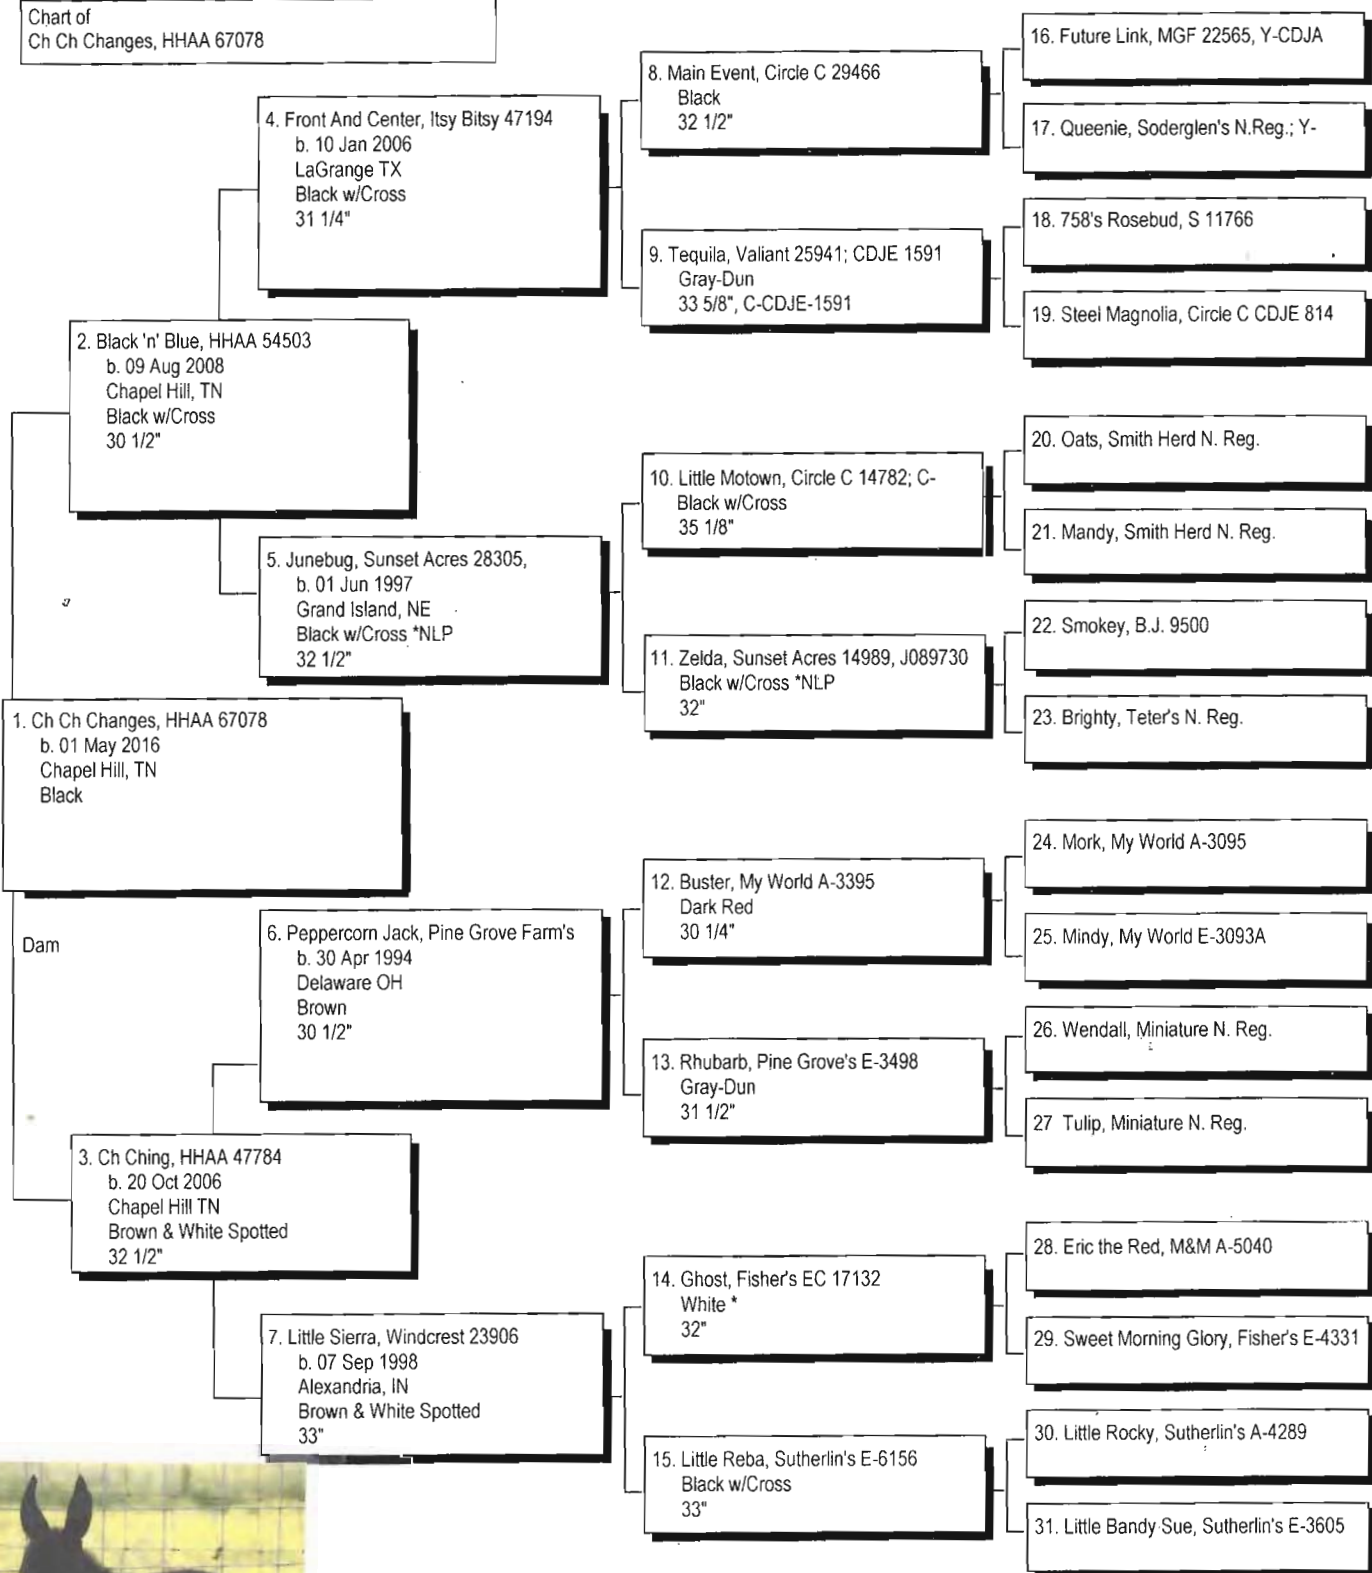 Chart of
Ch Ch Changes, HHAA 67078
1. Ch Ch Changes, HHAA 67078
b. 01 May 2016
Chapel Hill, TN
Black
Dam
2. Black 'n' Blue, HHAA 54503
b. 09 Aug 2008
Chapel Hill, TN
Black w/Cross
30 1/2"
3. Ch Ching, HHAA 47784
b. 20 Oct 2006
Chapel Hill TN
Brown & White Spotted
32 1/2"
4. Front And Center, Itsy Bitsy 47194
b. 10 Jan 2006
LaGrange TX
Black w/Cross
31 1/4"
5. Junebug, Sunset Acres 28305,
b. 01 Jun 1997
Grand Island, NE
Black w/Cross *NLP
32 1/2"
6. Peppercorn Jack, Pine Grove Farm's
b. 30 Apr 1994
Delaware OH
Brown
30 1/2"
7. Little Sierra, Windcrest 23906
b. 07 Sep 1998
Alexandria, IN
Brown & White Spotted
33"
8. Main Event, Circle C 29466
Black
32 1/2"
9. Tequila, Valiant 25941; CDJE 1591
Gray-Dun
33 5/8", C-CDJE-1591
10. Little Motown, Circle C 14782; C-
Black w/Cross
35 1/8"
11. Zelda, Sunset Acres 14989, J089730
Black w/Cross *NLP
32"
12. Buster, My World A-3395
Dark Red
30 1/4"
13. Rhubarb, Pine Grove's E-3498
Gray-Dun
31 1/2"
14. Ghost, Fisher's EC 17132
White *
32"
15. Little Reba, Sutherlin's E-6156
Black w/Cross
33"
16. Future Link, MGF 22565, Y-CDJA
17. Queenie, Soderglen's N.Reg.; Y-
18. 758's Rosebud, S 11766
19. Steel Magnolia, Circle C CDJE 814
20. Oats, Smith Herd N. Reg.
21. Mandy, Smith Herd N. Reg.
22. Smokey, B.J. 9500
23. Brighty, Teter's N. Reg.
24. Mork, My World A-3095
25. Mindy, My World E-3093A
26. Wendall, Miniature N. Reg.
27 Tulip, Miniature N. Reg.
28. Eric the Red, M&M A-5040
29. Sweet Morning Glory, Fisher's E-4331
30. Little Rocky, Sutherlin's A-4289
31. Little Bandy Sue, Sutherlin's E-3605